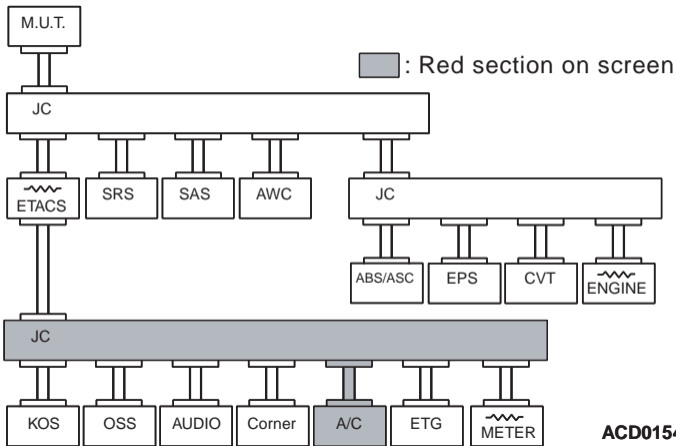 M.U.T.
: Red section on screen
JC
ETACS
SRS
SAS
AWC
JC
ABS/ASC
EPS
CVT
ENGINE
JC
KOS
OSS
AUDIO
Corner
A/C
ETG
METER
ACD0154